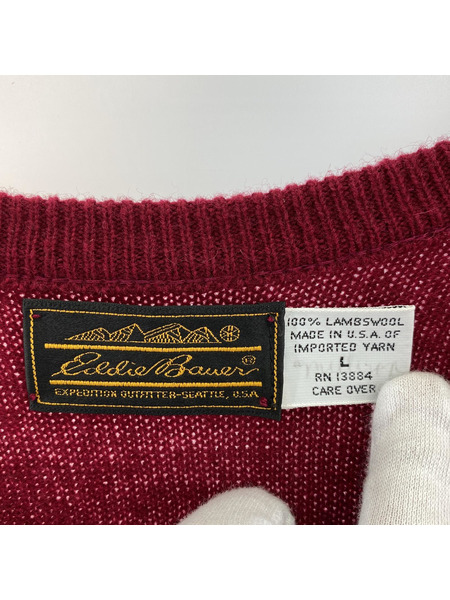 Eddie Bauer
EXPEDITION OUTFITTER-SEATTLE, U.S.A.
100% LAMBSWOOL
MADE IN U.S.A. OF
IMPORTED YARN
L
RN 13884
CARE OVER